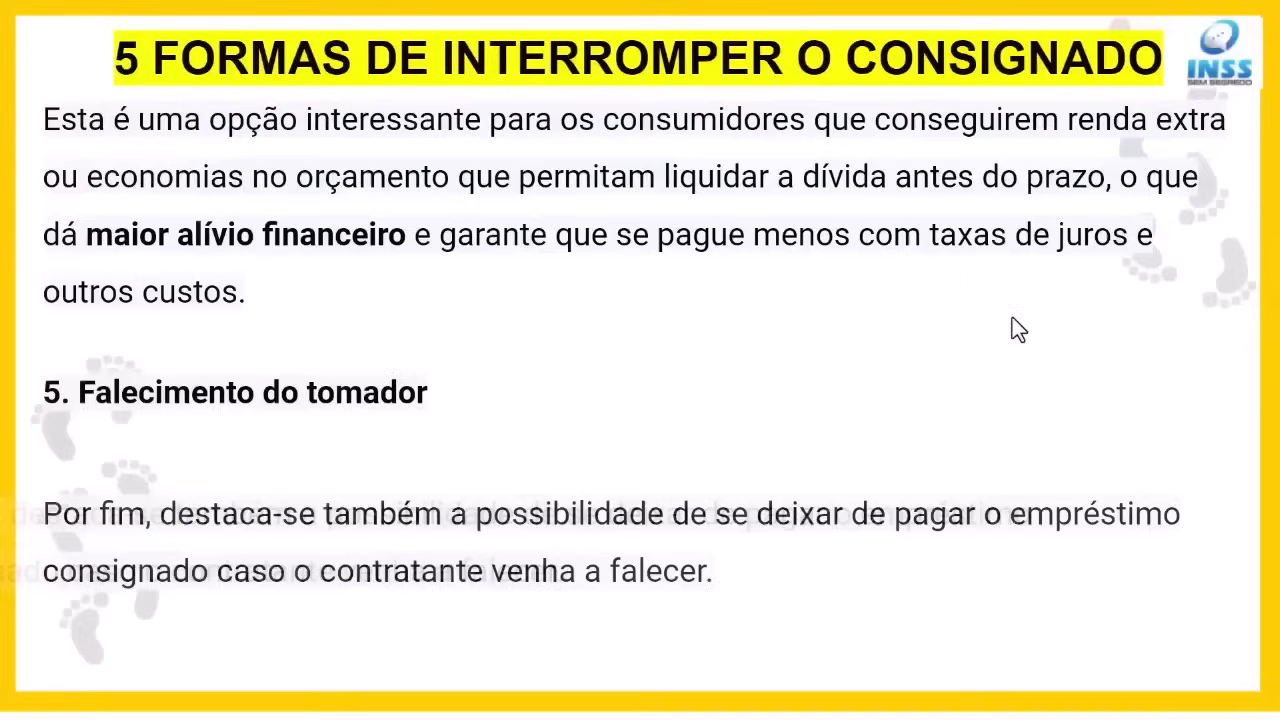 5 FORMAS DE INTERROMPER O CONSIGNADO
INSS
SEM SEGREDO
Esta é uma opção interessante para os consumidores que conseguirem renda extra
ou economias no orçamento que permitam liquidar a dívida antes do prazo, o que
dá maior alívio financeiro e garante que se pague menos com taxas de juros e
outros custos.
5. Falecimento do tomador
Por fim, destaca-se também a possibilidade de se deixar de pagar o empréstimo
consignado caso o contratante venha a falecer.